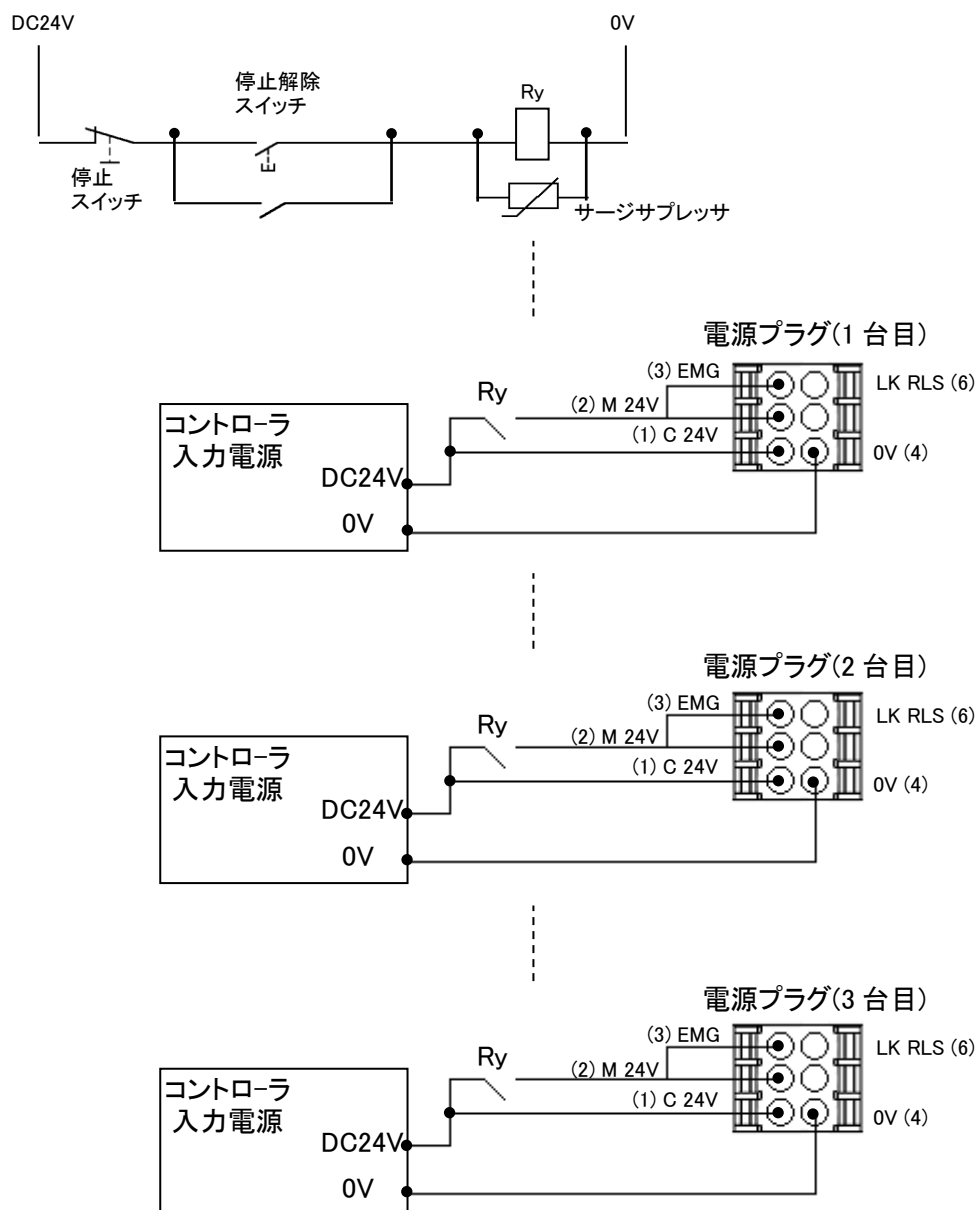 DC24V
0V
停止解除
スイッチ
Ry
停止
スイッチ
サージサプレッサ
電源プラグ(1 台目)
(3) EMG
LK RLS (6)
Ry
(2) M 24V
(1) C 24V
0V (4)
コントローラ
入力電源
DC24V
0V
電源プラグ(2 台目)
(3) EMG
LK RLS (6)
Ry
(2) M 24V
(1) C 24V
0V (4)
コントローラ
入力電源
DC24V
0V
電源プラグ(3 台目)
(3) EMG
LK RLS (6)
Ry
(2) M 24V
(1) C 24V
0V (4)
コントローラ
入力電源
DC24V
0V